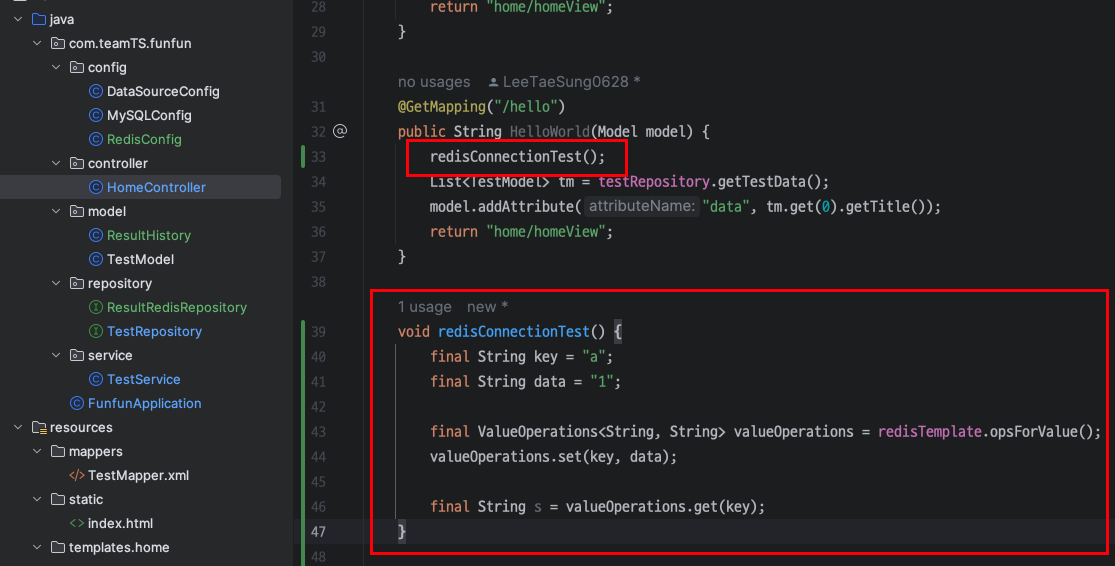 java
com.teamTS.funfun
config
DataSourceConfig
MySQLConfig
RedisConfig
controller
HomeController
model
ResultHistory
TestModel
repository
ResultRedisRepository
TestRepository
service
TestService
FunfunApplication
resources
mappers
</> TestMapper.xml
static
<> index.html
templates.home
28 return "home/homeView";
29 }
30
no usages LeeTaeSung0628 *
31 @GetMapping("/hello")
32 @ public String HelloWorld(Model model) {
33 redisConnectionTest();
34 List<TestModel> tm = testRepository.getTestData();
35 model.addAttribute( attributeName: "data", tm.get(0).getTitle());
36 return "home/homeView";
37 }
38
1 usage new *
39 void redisConnectionTest() {
40 final String key = "a";
41 final String data = "1";
42
43 final ValueOperations<String, String> valueOperations = redisTemplate.opsForValue();
44 valueOperations.set(key, data);
45
46 final String s = valueOperations.get(key);
47 }
48